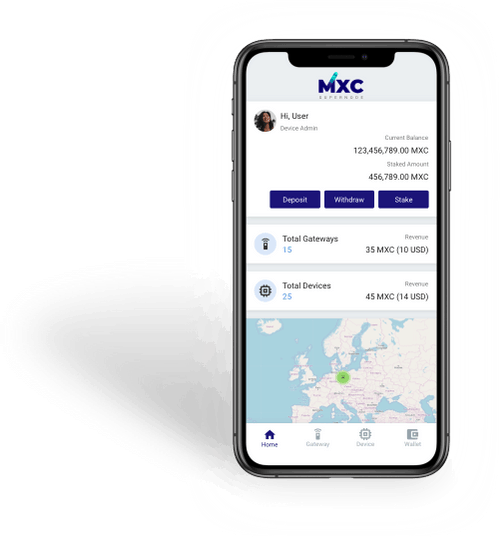 MXC
SUPERNODE
Hi, User
Device Admin
Current Balance
123,456,789.00 MXC
Staked Amount
456,789.00 MXC
Deposit Withdraw Stake
Total Gateways Revenue
15 35 MXC (10 USD)
Total Devices Revenue
25 45 MXC (14 USD)
Home Gateway Device Wallet